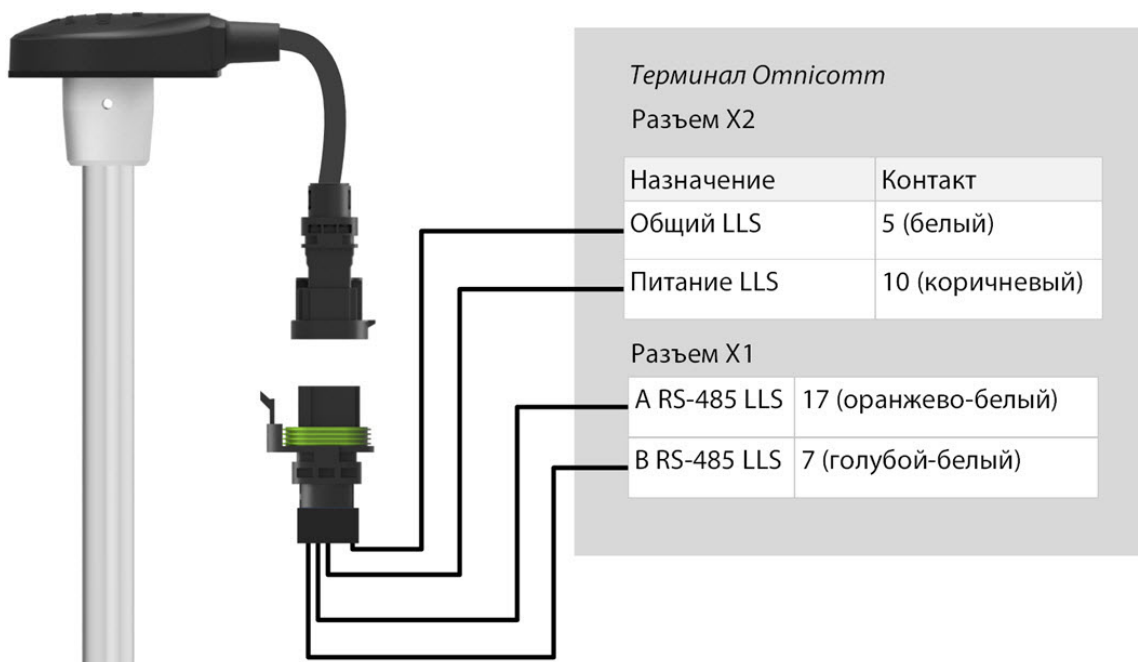 Терминал Omnicomm
Разъем X2
Назначение Контакт
Общий LLS 5 (белый)
Питание LLS 10 (коричневый)
Разъем X1
A RS-485 LLS 17 (оранжево-белый)
B RS-485 LLS 7 (голубой-белый)